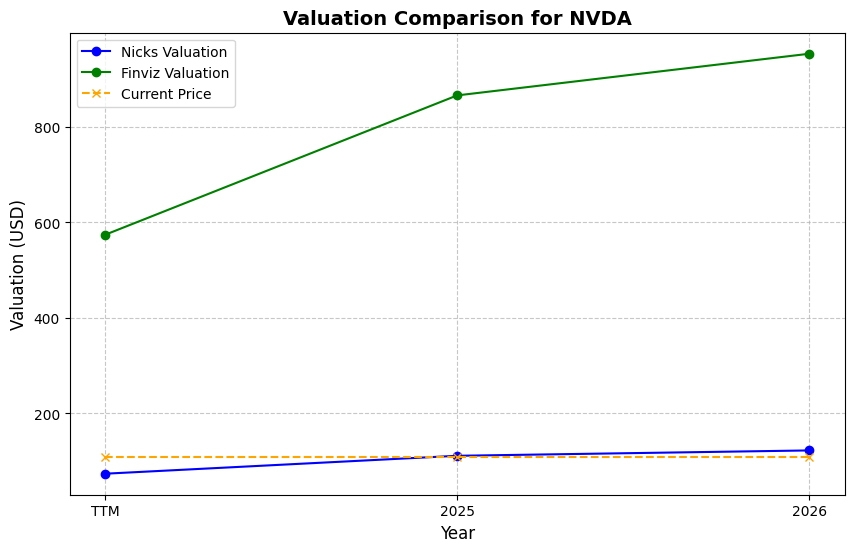 Valuation Comparison for NVDA
Nicks Valuation
Finviz Valuation
Current Price
Valuation (USD)
800
600
400
200
TTM 2025 2026
Year